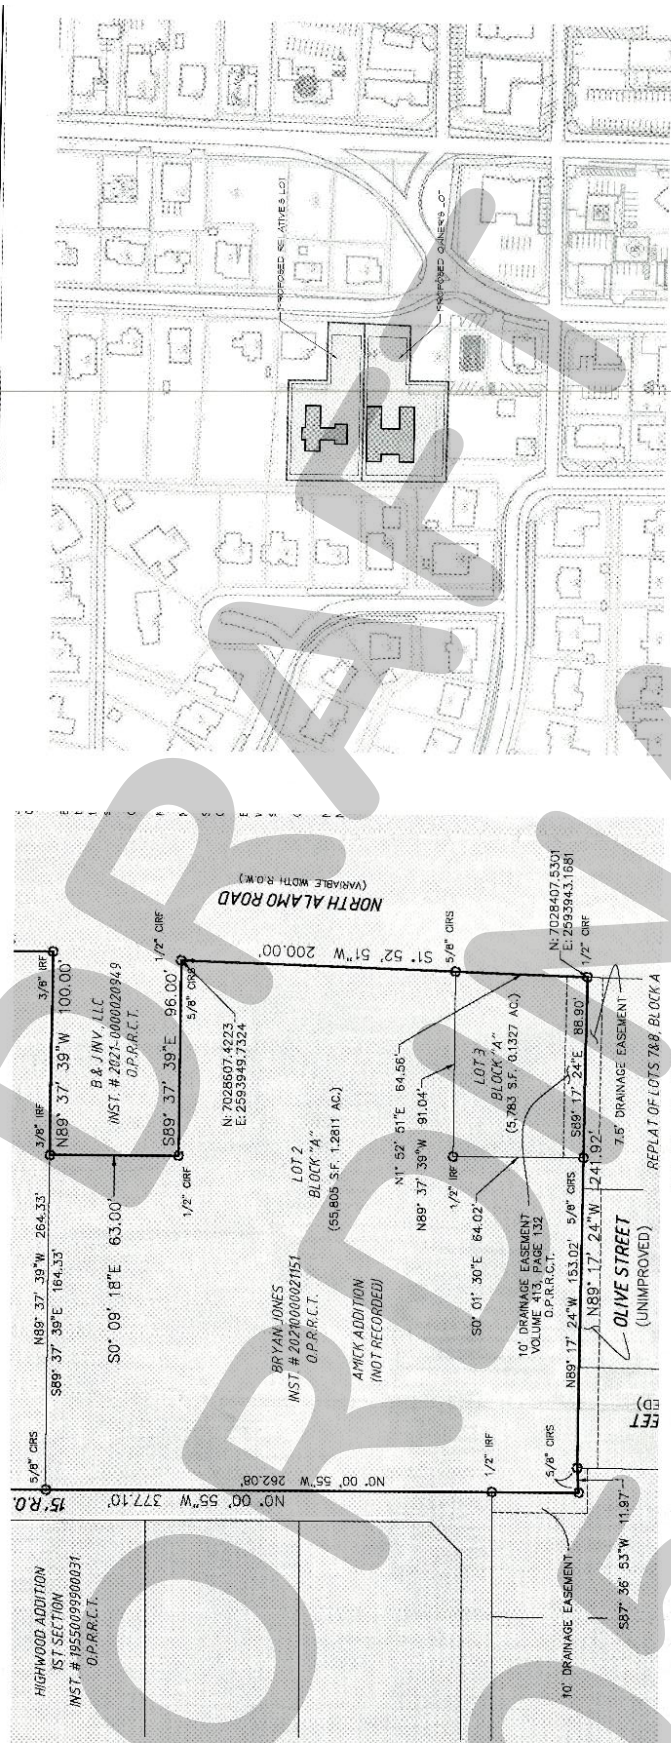 PROPOSED RELATIVE'S LOT
PROPOSED OWNER'S LOT
DRAFT
NORTH ALAMO ROAD
(VARIABLE WIDTH R.O.W.)
3/8" IRF
N89° 37' 39"W 100.00'
3/8" IRF
B & J INV., LLC
INST. # 2021-0000020949
O.P.R.R.C.T.
1/2" CIRF
S89° 37' 39"E 96.00'
5/8" CIRS
1/2" CIRF
N: 7028607.4223
E: 2593949.7324
S1° 52' 51"W 200.00'
5/8" CIRS
N: 7028407.5301
E: 2593943.1681
1/2" CIRF
N89° 37' 39"W 264.33'
S89° 37' 39"E 164.33'
S0° 09' 18"E 63.00'
LOT 2
BLOCK "A"
(55,805 S.F. 1.2811 AC.)
N1° 52' 51"E 64.56'
N89° 37' 39"W 91.04'
1/2" IRF
LOT 3
BLOCK "A"
(5,783 S.F. 0.1327 AC.)
S0° 01' 30"E 64.02'
S89° 17' 24"E 88.90'
7.5' DRAINAGE EASEMENT
REPLAT OF LOTS 7&8, BLOCK A
BRYAN JONES
INST. # 20210000021151
O.P.R.R.C.T.
AMICK ADDITION
(NOT RECORDED)
10' DRAINAGE EASEMENT
VOLUME 413, PAGE 132
O.P.R.R.C.T.
N89° 17' 24"W 153.02'
5/8" CIRS
N89° 17' 24"W 241.92'
OLIVE STREET
(UNIMPROVED)
5/8" CIRS
15' R.O.
N0° 00' 55"W 377.10'
N0° 00' 55"W 262.08'
1/2" IRF
5/8" CIRS
EET
ED)
HIGHWOOD ADDITION
1ST SECTION
INST. # 19550099900031
O.P.R.R.C.T.
10' DRAINAGE EASEMENT
S87° 36' 53"W 11.97'